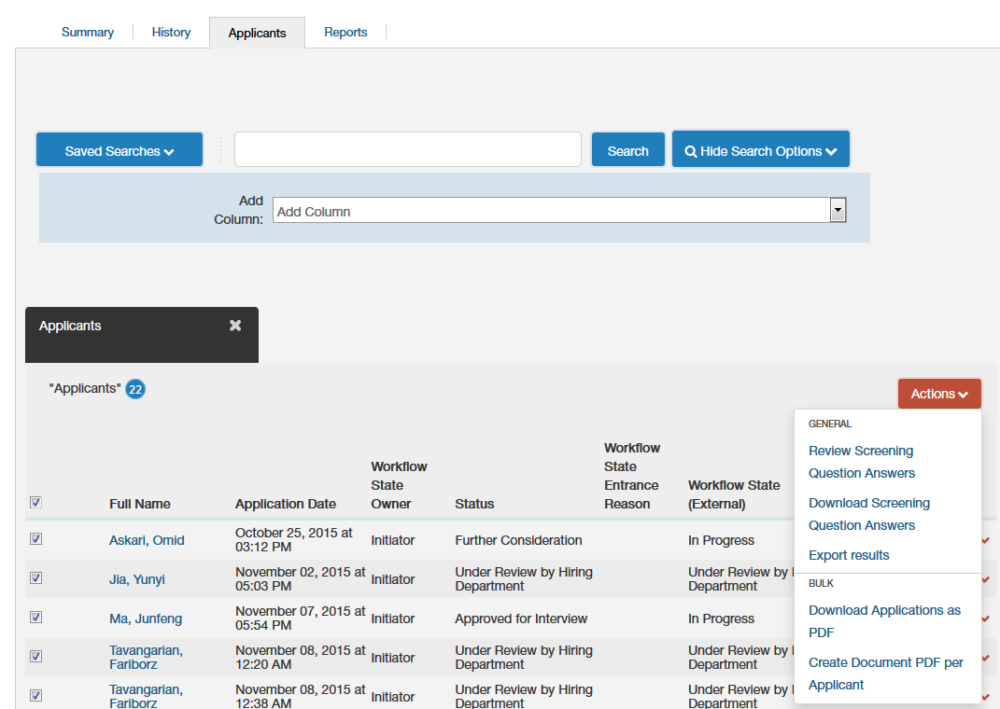 Summary
History
Applicants
Reports
Saved Searches
Search
Hide Search Options
Add
Column:
Add Column
Applicants
"Applicants" 22
Actions
GENERAL
Review Screening
Question Answers
Download Screening
Question Answers
Export results
BULK
Download Applications as
PDF
Create Document PDF per
Applicant
Full Name
Application Date
Workflow
State
Owner
Status
Workflow
State
Entrance
Reason
Workflow State
(External)
Askari, Omid
October 25, 2015 at
03:12 PM
Initiator
Further Consideration
In Progress
Jia, Yunyi
November 02, 2015 at
05:03 PM
Initiator
Under Review by Hiring
Department
Under Review by
Department
Ma, Junfeng
November 07, 2015 at
05:54 PM
Initiator
Approved for Interview
In Progress
Tavangarian,
Fariborz
November 08, 2015 at
12:20 AM
Initiator
Under Review by Hiring
Department
Under Review by
Department
Tavangarian,
Fariborz
November 08, 2015 at
12:38 AM
Initiator
Under Review by Hiring
Department
Under Review by
Department